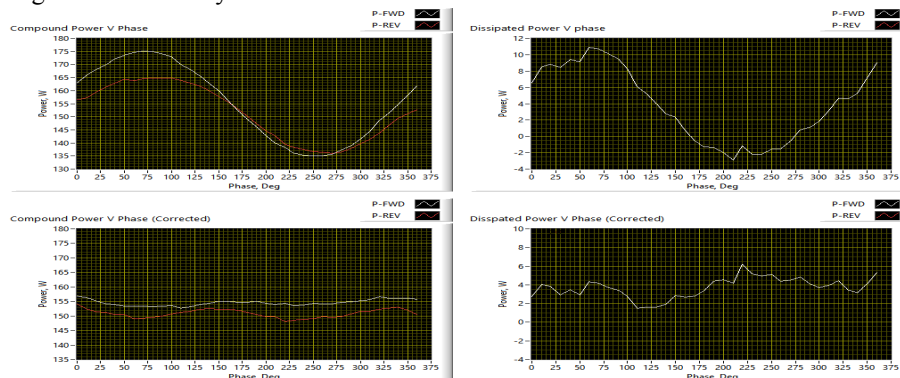 P-FWD
P-REV
Compound Power V Phase
180
175
170
165
160
155
150
145
140
135
130
Power, W
0 25 50 75 100 125 150 175 200 225 250 275 300 325 350 375
Phase, Deg
P-FWD
P-REV
Dissipated Power V phase
12
10
8
6
4
2
0
-2
-4
Power, W
0 25 50 75 100 125 150 175 200 225 250 275 300 325 350 375
Phase, Deg
P-FWD
P-REV
Compound Power V Phase (Corrected)
180
175
170
165
160
155
150
145
140
135
Power, W
0 25 50 75 100 125 150 175 200 225 250 275 300 325 350 375
Phase, Deg
P-FWD
P-REV
Disspated Power V Phase (Corrected)
10
8
6
4
2
0
-2
-4
Power, W
0 25 50 75 100 125 150 175 200 225 250 275 300 325 350 375
Phase, Deg